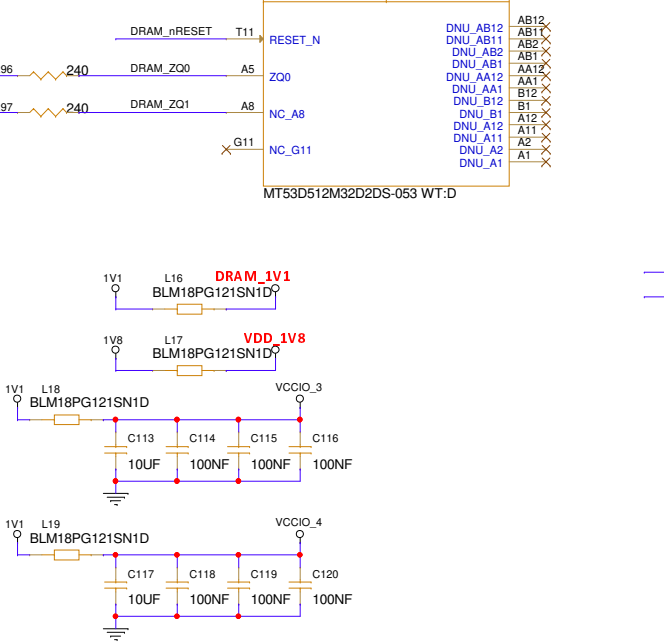 DRAM_nRESET T11 RESET_N
96 240 DRAM_ZQ0 A5 ZQ0
97 240 DRAM_ZQ1 A8 NC_A8
G11 NC_G11
DNU_AB12 AB12
DNU_AB11 AB11
DNU_AB2 AB2
DNU_AB1 AB1
DNU_AA12 AA12
DNU_AA1 AA1
DNU_B12 B12
DNU_B1 B1
DNU_A12 A12
DNU_A11 A11
DNU_A2 A2
DNU_A1 A1
MT53D512M32D2DS-053 WT:D
1V1 L16 DRAM_1V1
BLM18PG121SN1D
1V8 L17 VDD_1V8
BLM18PG121SN1D
1V1 L18 VCCIO_3
BLM18PG121SN1D
C113 C114 C115 C116
10UF 100NF 100NF 100NF
1V1 L19 VCCIO_4
BLM18PG121SN1D
C117 C118 C119 C120
10UF 100NF 100NF 100NF